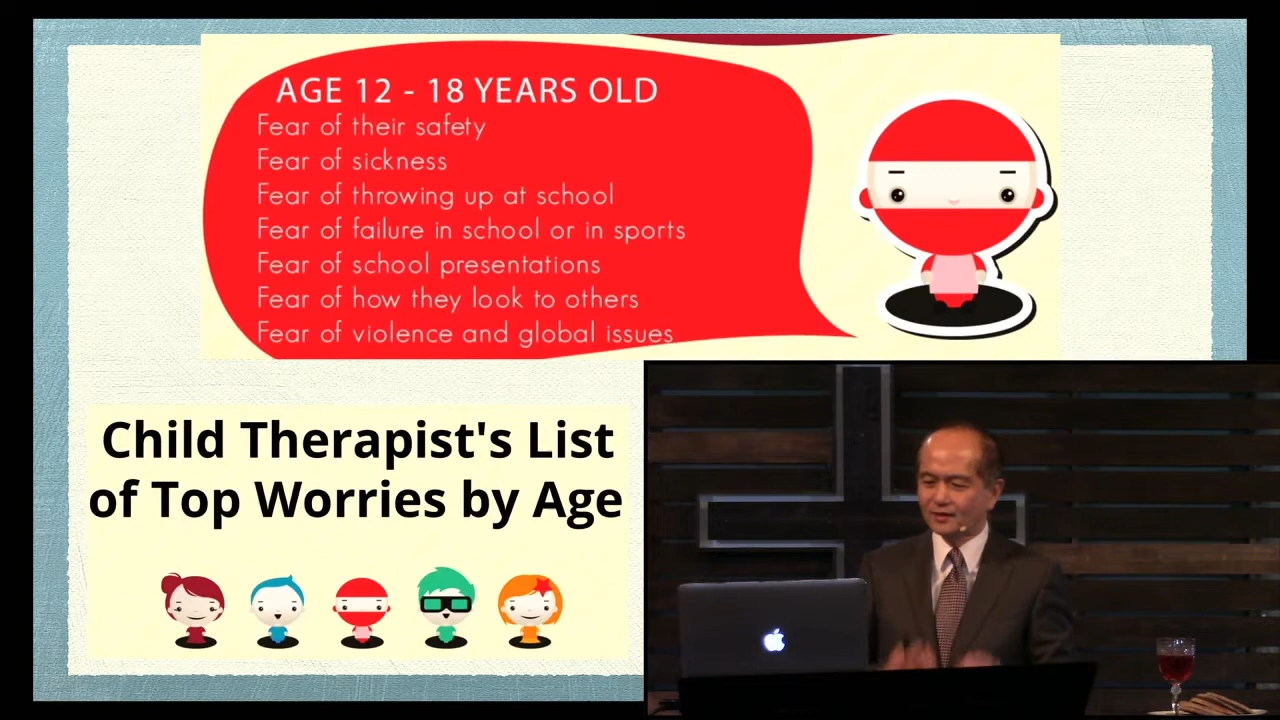 AGE 12 - 18 YEARS OLD
Fear of their safety
Fear of sickness
Fear of throwing up at school
Fear of failure in school or in sports
Fear of school presentations
Fear of how they look to others
Fear of violence and global issues
Child Therapist's List
of Top Worries by Age